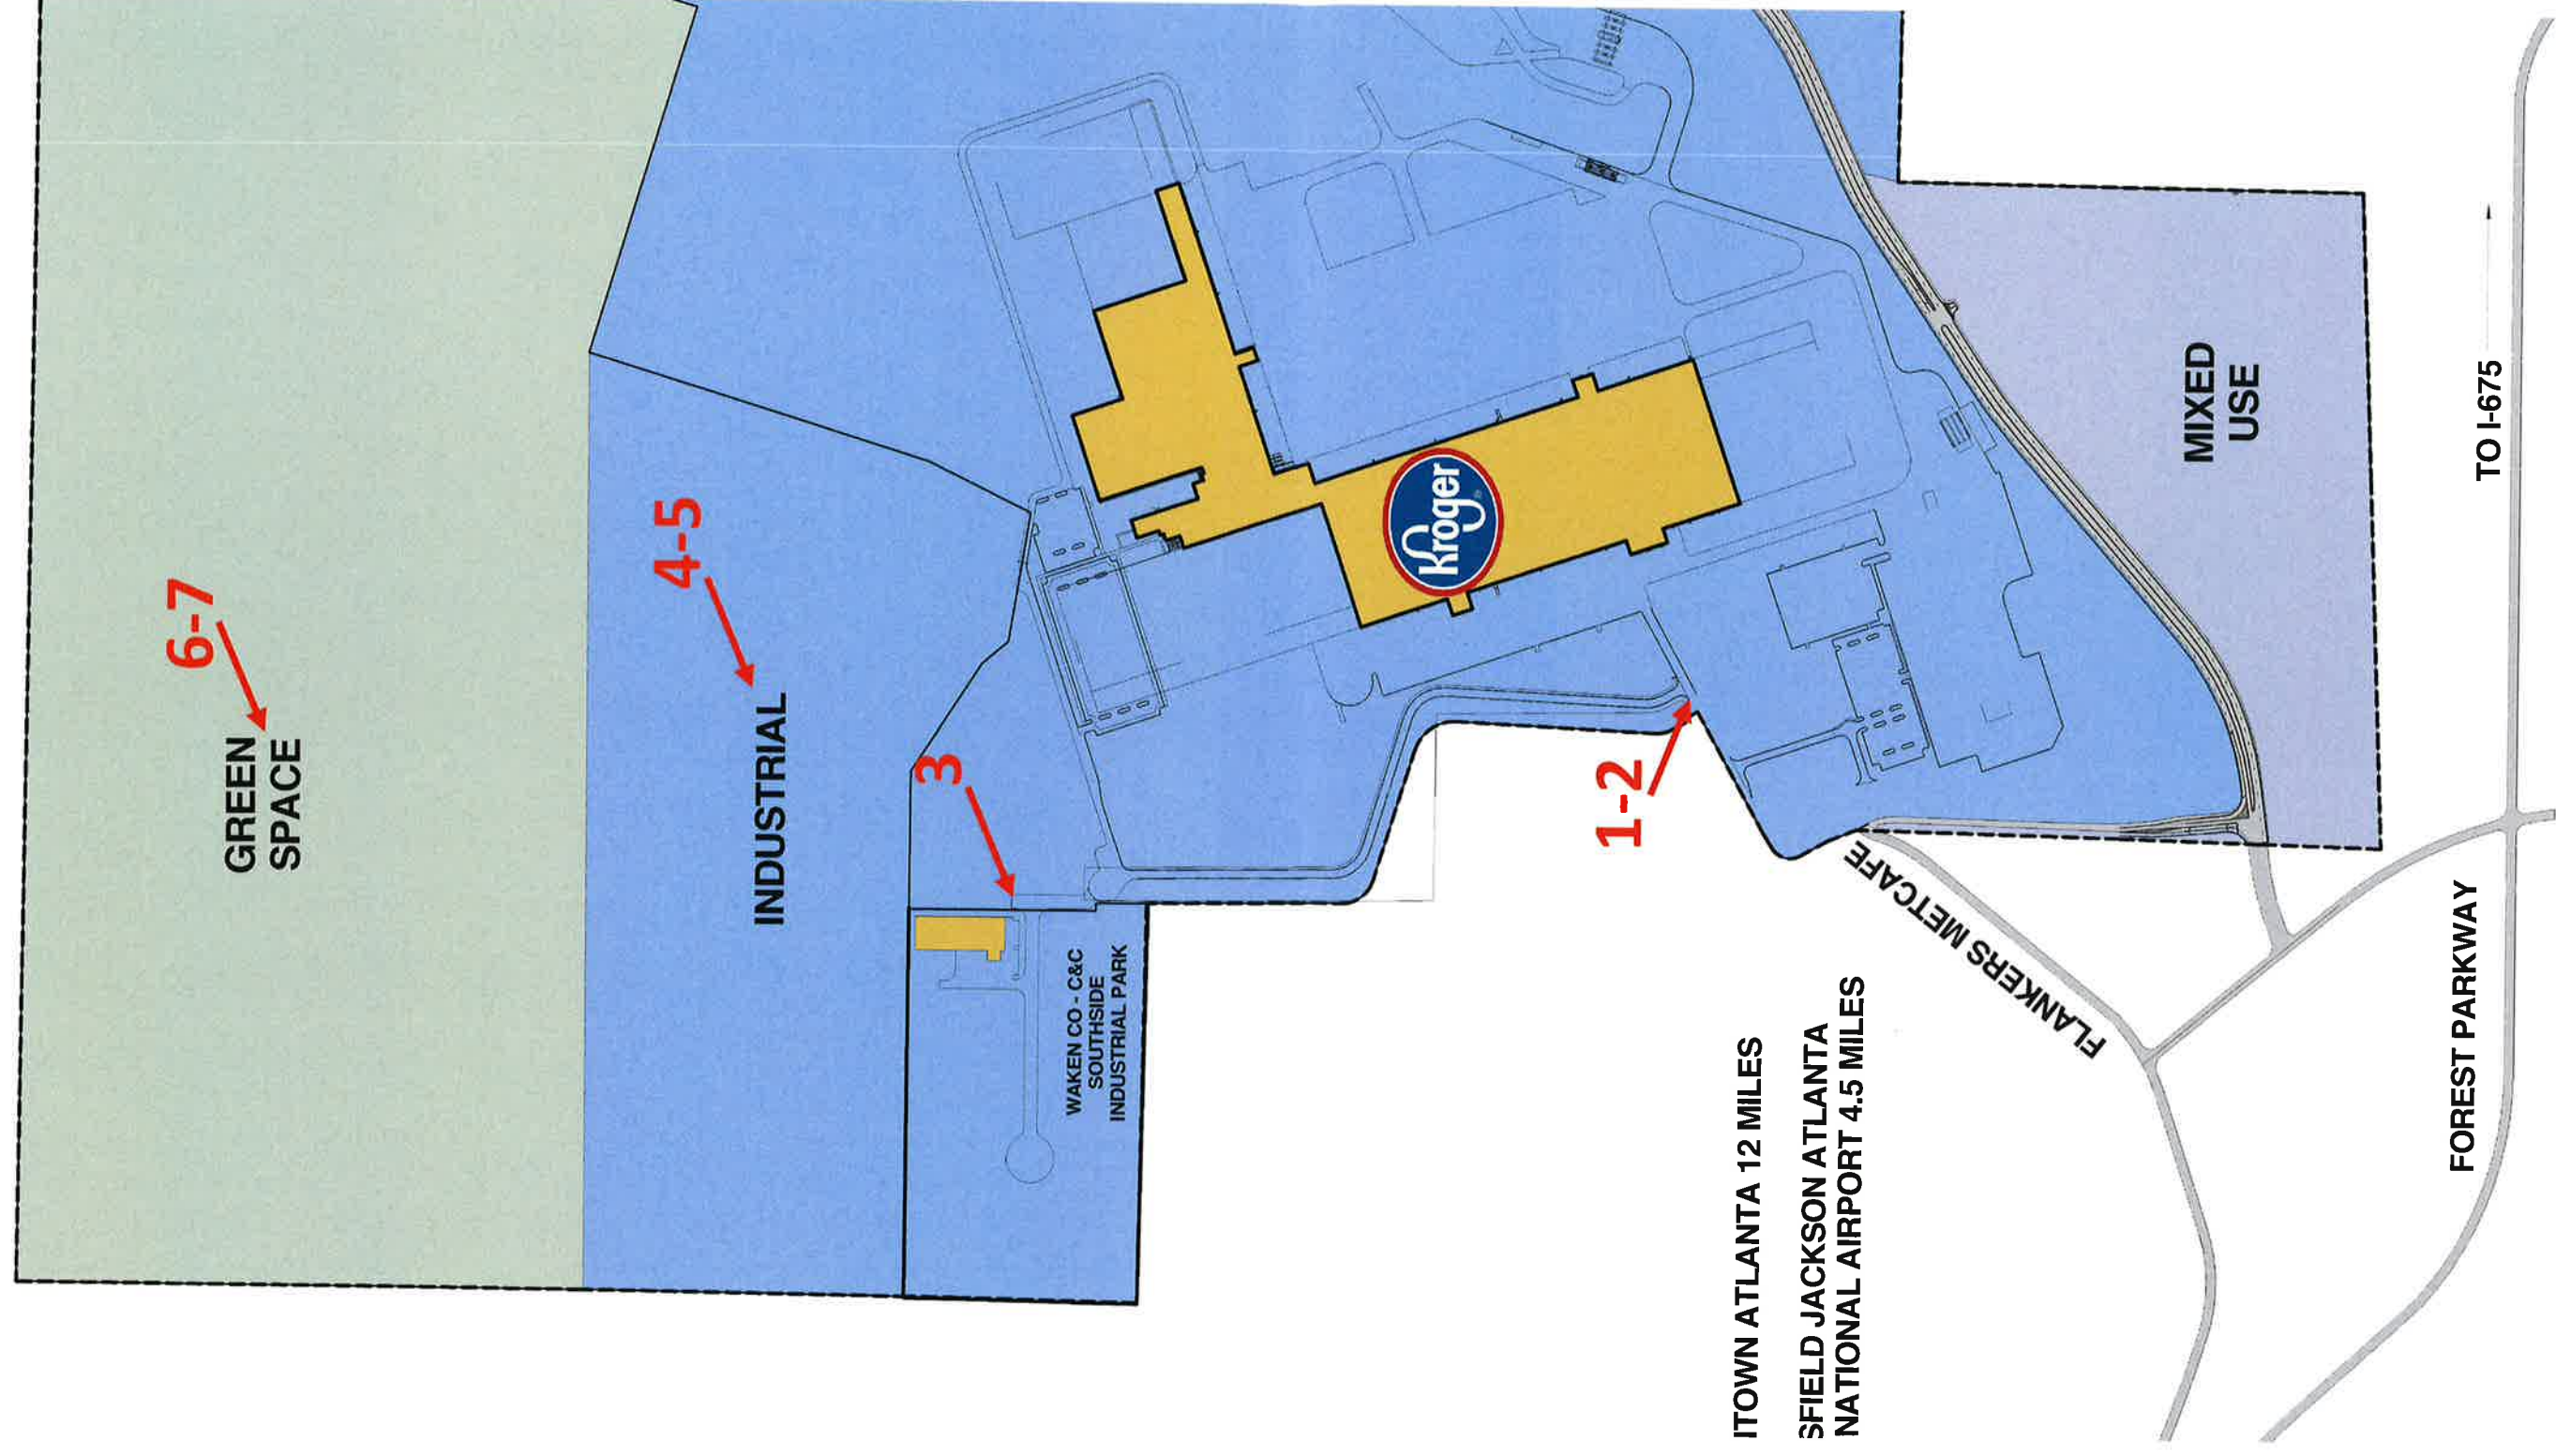 6-7
GREEN
SPACE
4-5
INDUSTRIAL
3
WAKEN CO - C&C
SOUTHSIDE
INDUSTRIAL PARK
Kroger
1-2
MIXED
USE
FLANKERS METCAFE
ITOWN ATLANTA 12 MILES
SFIELD JACKSON ATLANTA
NATIONAL AIRPORT 4.5 MILES
FOREST PARKWAY
TO I-675